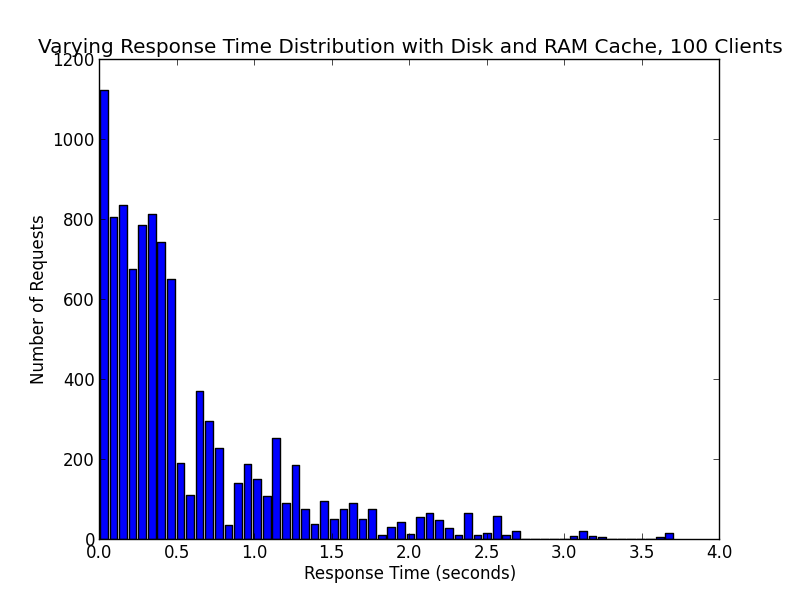 Varying Response Time Distribution with Disk and RAM Cache, 100 Clients
1200
1000
800
600
400
200
0
Number of Requests
0.0 0.5 1.0 1.5 2.0 2.5 3.0 3.5 4.0
Response Time (seconds)